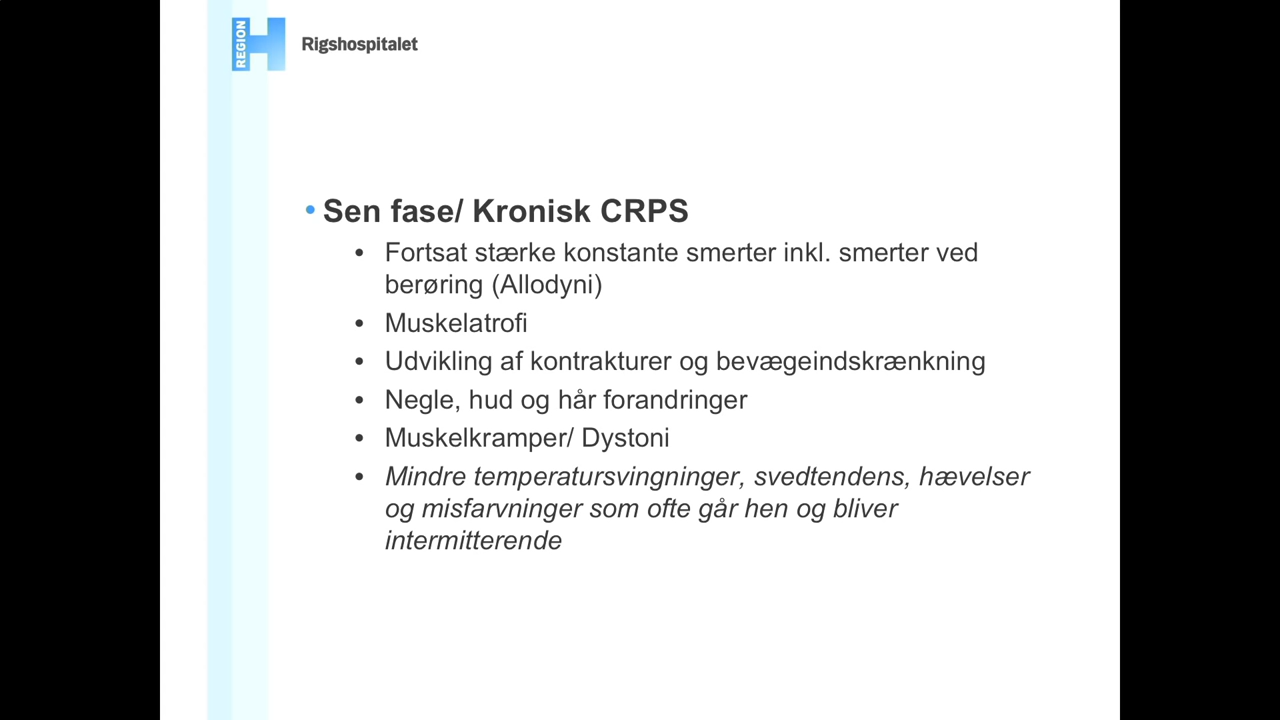 REGION
Rigshospitalet
• Sen fase/ Kronisk CRPS
• Fortsat stærke konstante smerter inkl. smerter ved
berøring (Allodyni)
• Muskelatrofi
• Udvikling af kontrakturer og bevægeindskrænkning
• Negle, hud og hår forandringer
• Muskelkramper/ Dystoni
• Mindre temperatursvingninger, svedtendens, hævelser
og misfarvninger som ofte går hen og bliver
intermitterende